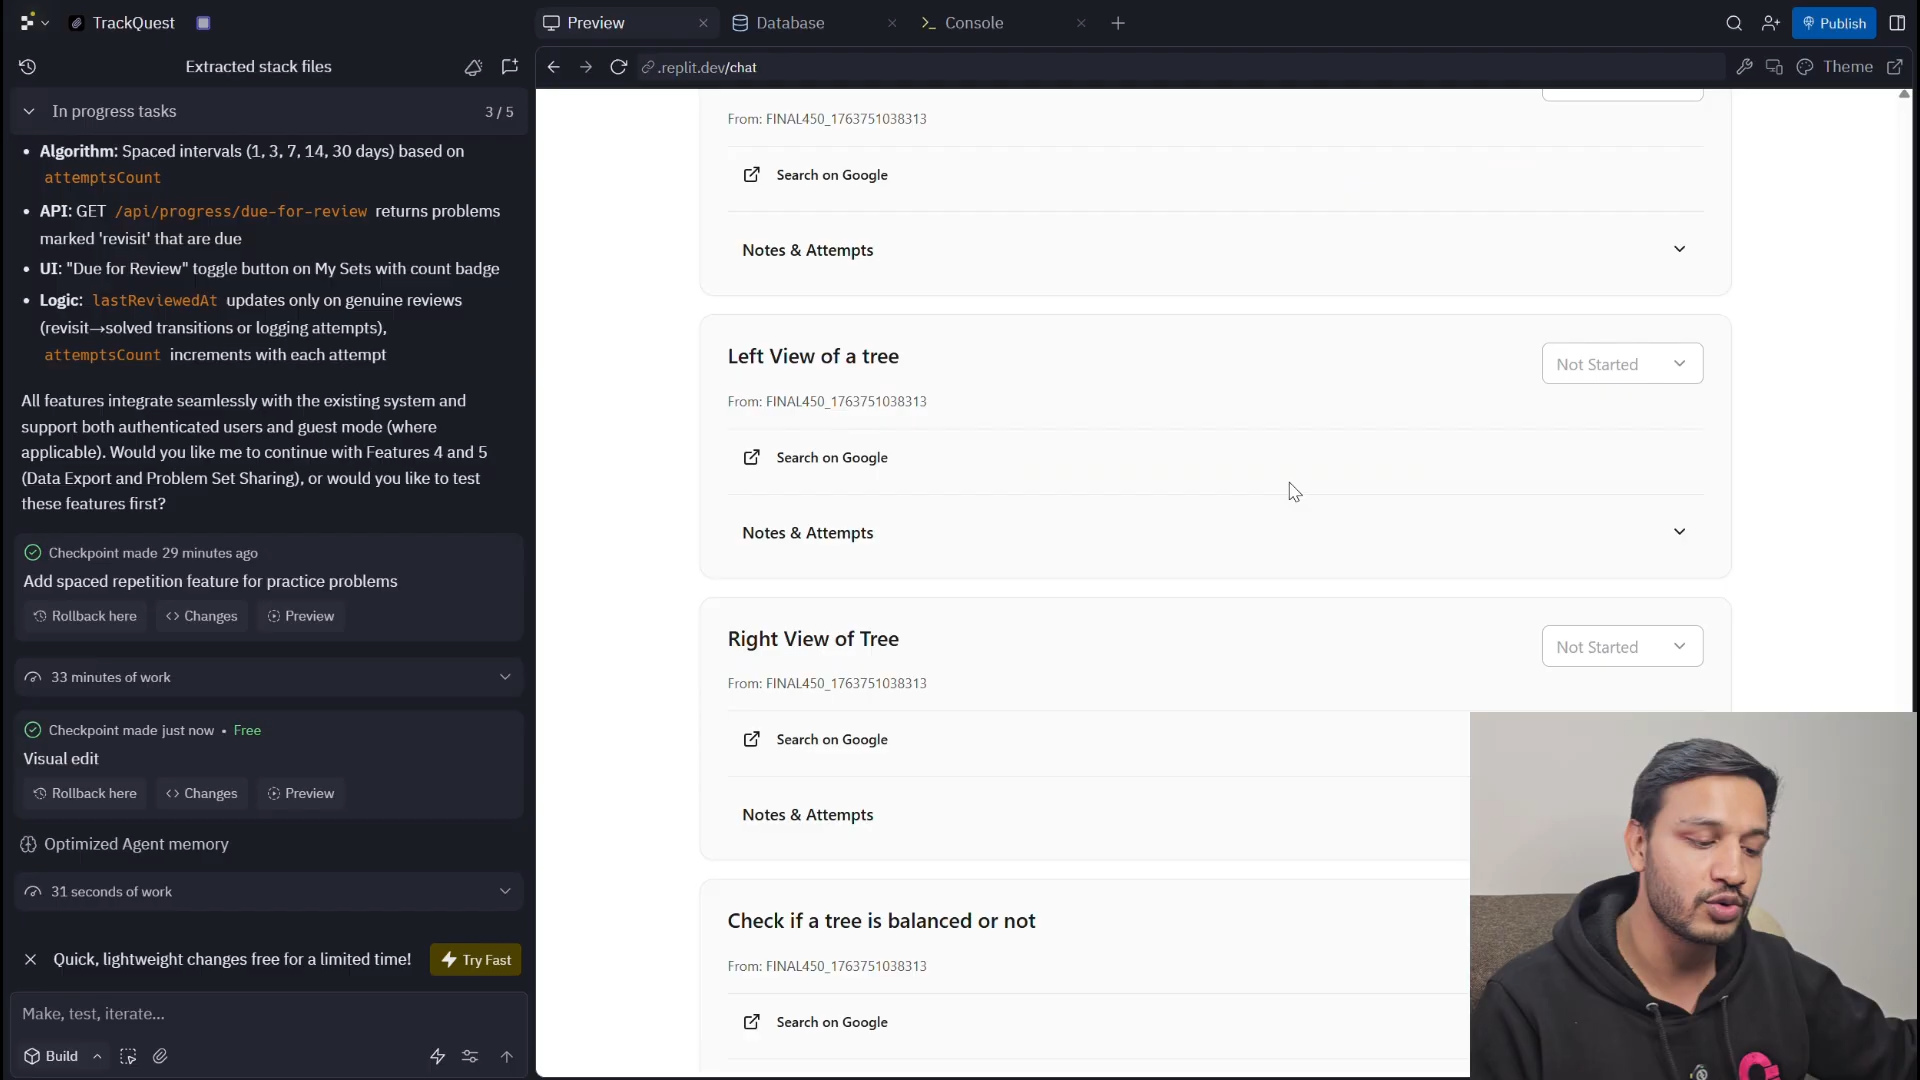 TrackQuest
Preview
Database
Console
Publish
Extracted stack files
.replit.dev/chat
Theme
In progress tasks
3 / 5
• Algorithm: Spaced intervals (1, 3, 7, 14, 30 days) based on
attemptsCount
• API: GET /api/progress/due-for-review returns problems
marked 'revisit' that are due
• UI: "Due for Review" toggle button on My Sets with count badge
• Logic: lastReviewedAt updates only on genuine reviews
(revisit→solved transitions or logging attempts),
attemptsCount increments with each attempt
All features integrate seamlessly with the existing system and
support both authenticated users and guest mode (where
applicable). Would you like me to continue with Features 4 and 5
(Data Export and Problem Set Sharing), or would you like to test
these features first?
Checkpoint made 29 minutes ago
Add spaced repetition feature for practice problems
Rollback here
Changes
Preview
33 minutes of work
Checkpoint made just now • Free
Visual edit
Rollback here
Changes
Preview
Optimized Agent memory
31 seconds of work
Quick, lightweight changes free for a limited time!
Try Fast
Make, test, iterate...
Build
From: FINAL450_1763751038313
Search on Google
Notes & Attempts
Left View of a tree
Not Started
From: FINAL450_1763751038313
Search on Google
Notes & Attempts
Right View of Tree
Not Started
From: FINAL450_1763751038313
Search on Google
Notes & Attempts
Check if a tree is balanced or not
From: FINAL450_1763751038313
Search on Google